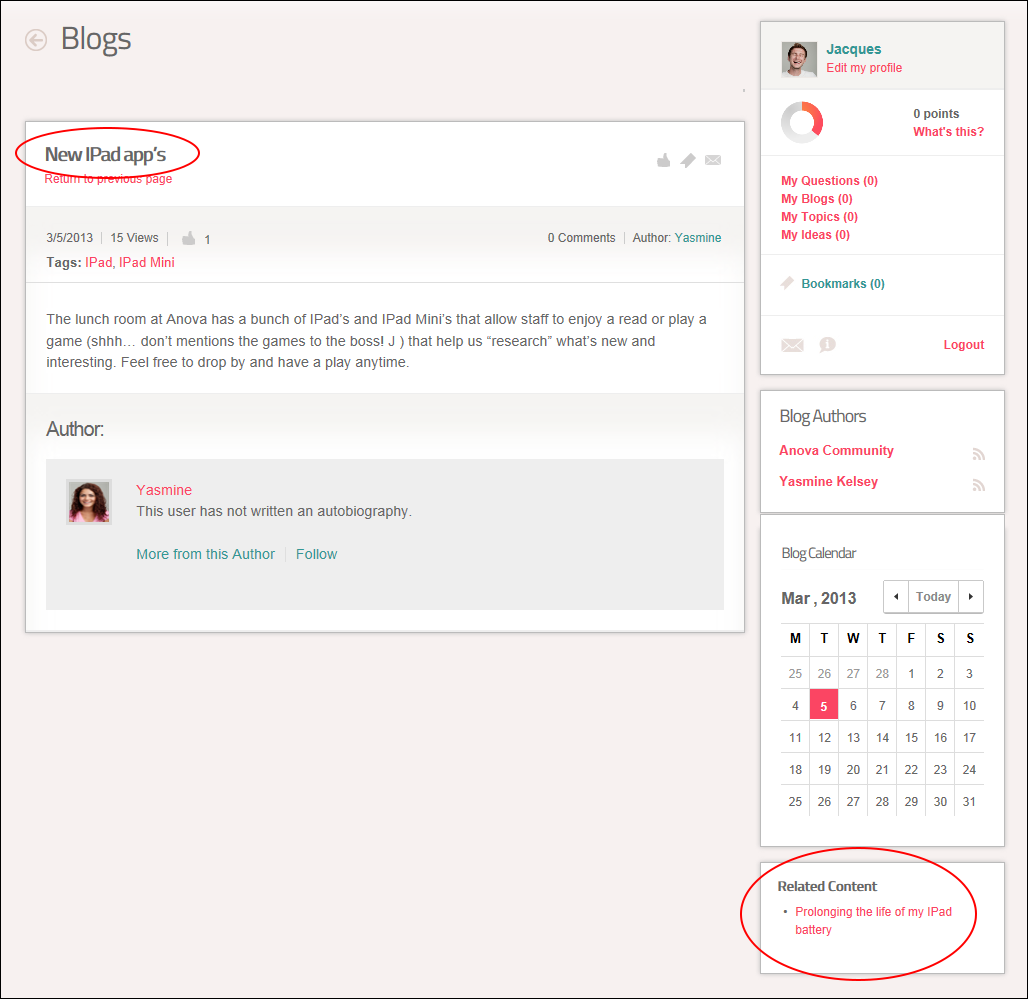 Blogs
New IPad app's
Return to previous page
3/5/2013 15 Views 1 0 Comments Author: Yasmine
Tags: IPad, IPad Mini
The lunch room at Anova has a bunch of IPad's and IPad Mini's that allow staff to enjoy a read or play a
game (shhh… don't mentions the games to the boss! J ) that help us “research” what's new and
interesting. Feel free to drop by and have a play anytime.
Author:
Yasmine
This user has not written an autobiography.
More from this Author Follow
Jacques
Edit my profile
0 points
What's this?
My Questions (0)
My Blogs (0)
My Topics (0)
My Ideas (0)
Bookmarks (0)
Logout
Blog Authors
Anova Community
Yasmine Kelsey
Blog Calendar
Mar , 2013 Today
M T W T F S S
25 26 27 28 1 2 3
4 5 6 7 8 9 10
11 12 13 14 15 16 17
18 19 20 21 22 23 24
25 26 27 28 29 30 31
Related Content
• Prolonging the life of my IPad
battery